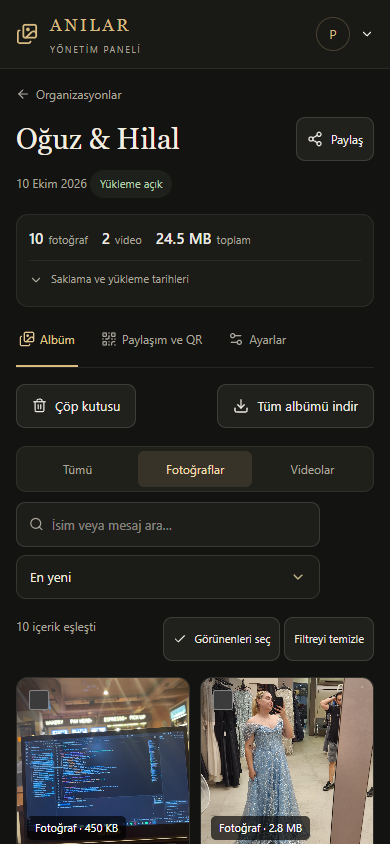 ANILAR
YÖNETİM PANELİ
P
Organizasyonlar
Oğuz & Hilal
Paylaş
10 Ekim 2026 Yükleme açık
10 fotoğraf 2 video 24.5 MB toplam
Saklama ve yükleme tarihleri
Albüm Paylaşım ve QR Ayarlar
Çöp kutusu Tüm albümü indir
Tümü Fotoğraflar Videolar
İsim veya mesaj ara...
En yeni
10 içerik eşleşti Görünenleri seç Filtreyi temizle
Fotoğraf · 450 KB Fotoğraf · 2.8 MB